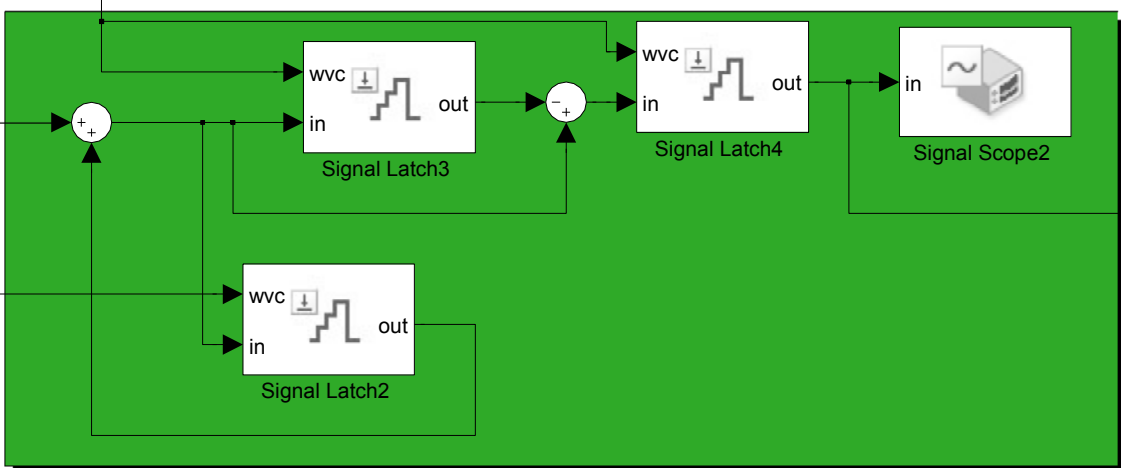 wvc
in
out
Signal Latch3
−
+
wvc
in
out
Signal Latch4
in
Signal Scope2
+
+
wvc
in
out
Signal Latch2